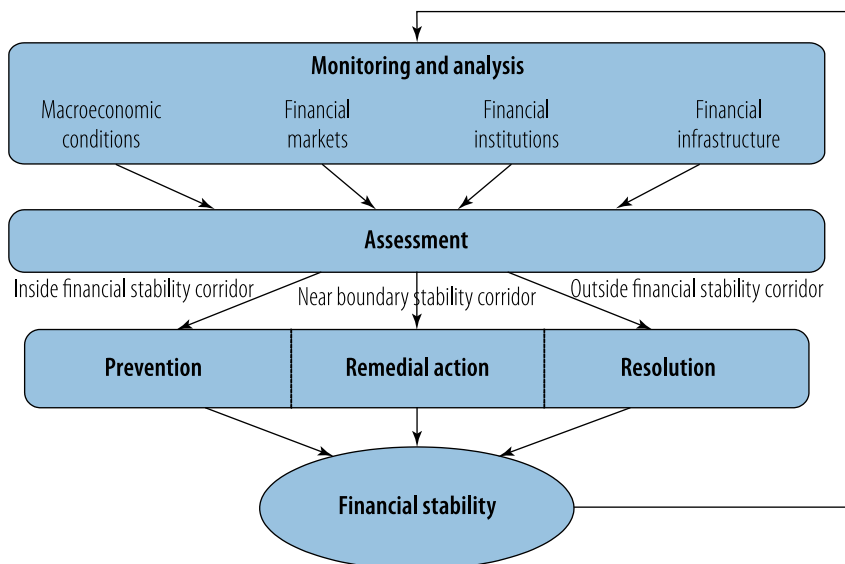 Monitoring and analysis
Macroeconomic
conditions
Financial
markets
Financial
institutions
Financial
infrastructure
Assessment
Inside financial stability corridor
Near boundary stability corridor
Outside financial stability corridor
Prevention
Remedial action
Resolution
Financial stability